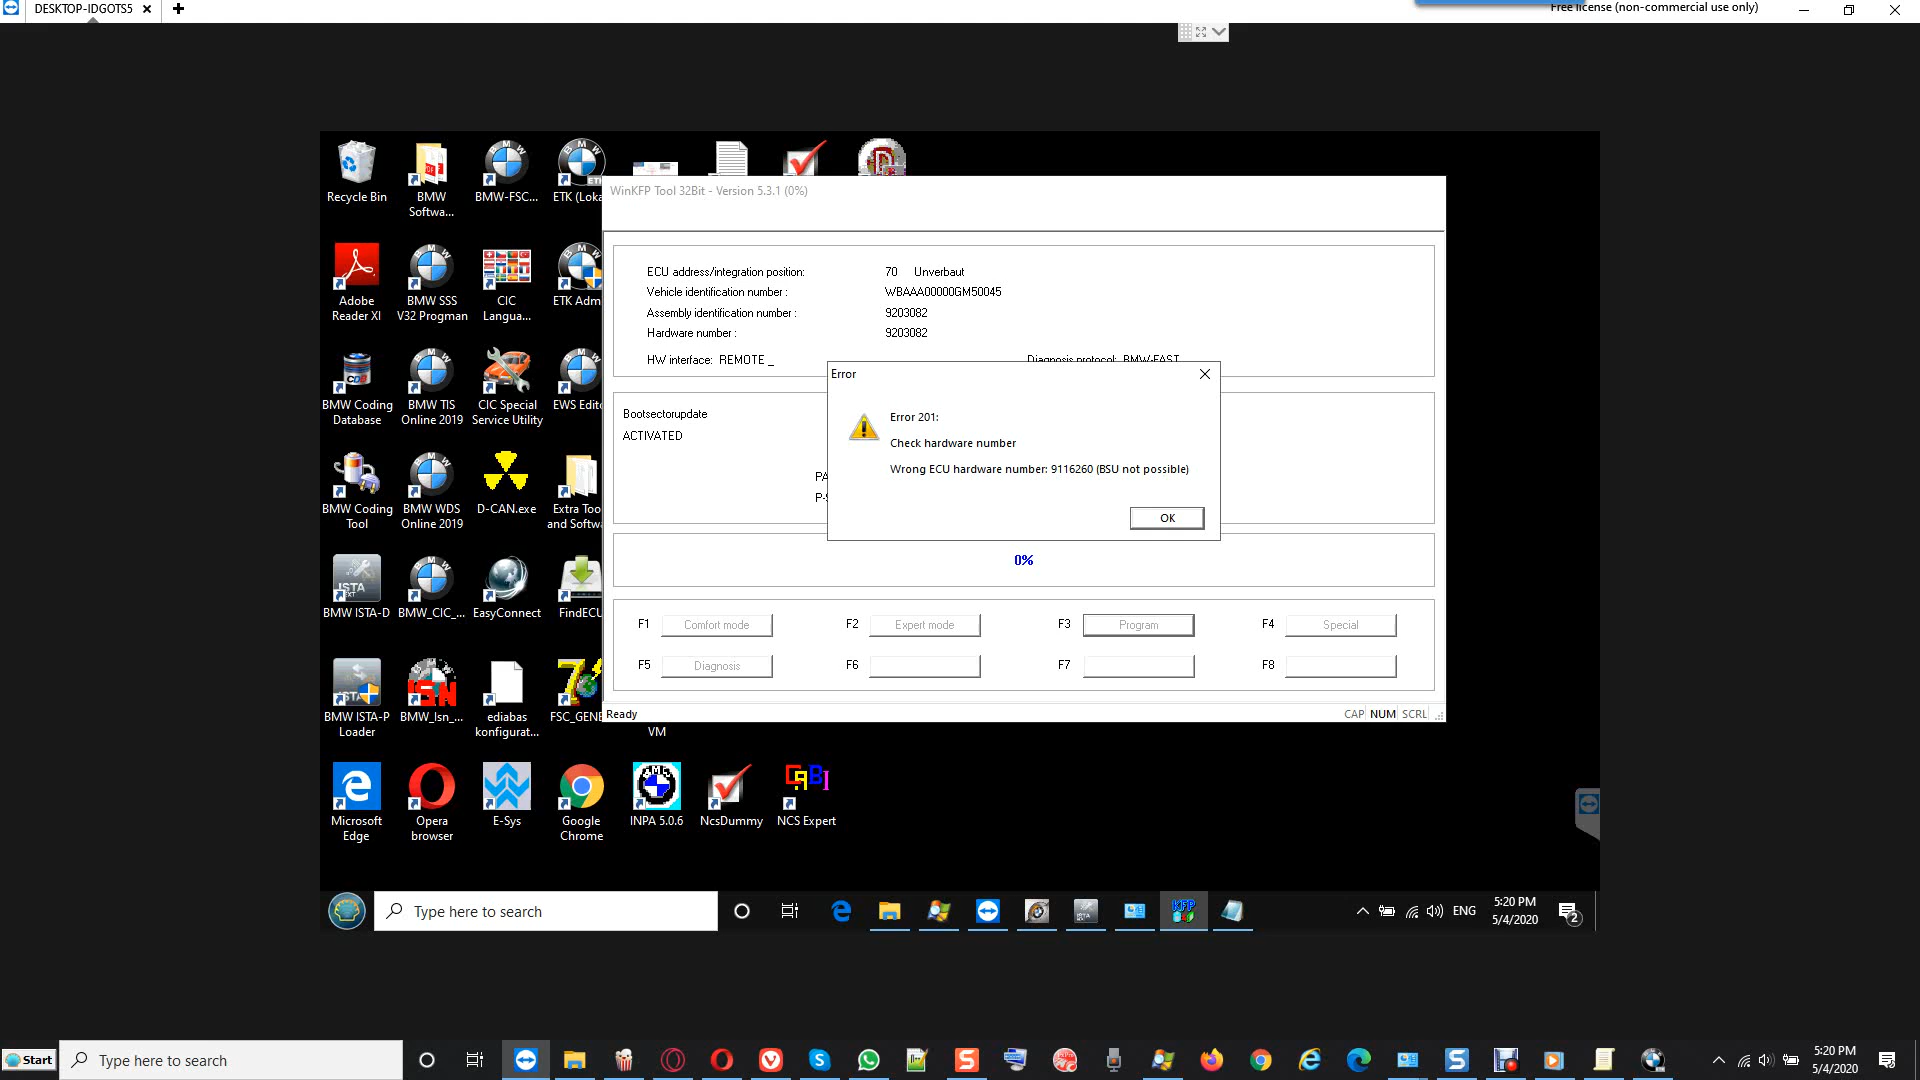 DESKTOP-IDGOTS5
Free license (non-commercial use only)
Recycle Bin
BMW Softwa...
BMW-FSC...
ETK (Loka
WinKFP Tool 32Bit - Version 5.3.1 (0%)
ECU address/integration position: 70 Unverbaut
Vehicle identification number : WBAAA00000GM50045
Assembly identification number : 9203082
Hardware number : 9203082
HW interface: REMOTE _
Diagnosis protocol: BMW-FAST
Adobe Reader XI
BMW SSS V32 Progman
CIC Langua...
ETK Adm
Error
Error 201:
Check hardware number
Wrong ECU hardware number: 9116260 (BSU not possible)
OK
Bootsectorupdate
ACTIVATED
PA
P-S
BMW Coding Database
BMW TIS Online 2019
CIC Special Service Utility
EWS Edito
BMW Coding Tool
BMW WDS Online 2019
D-CAN.exe
Extra Too and Softwa
0%
BMW ISTA-D
BMW_CIC_...
EasyConnect
FindECU
F1 Comfort mode
F2 Expert mode
F3 Program
F4 Special
F5 Diagnosis
F6
F7
F8
Ready
CAP NUM SCRL
BMW ISTA-P Loader
BMW_Isn_...
ediabas konfigurat...
FSC_GENE
VM
Microsoft Edge
Opera browser
E-Sys
Google Chrome
INPA 5.0.6
NcsDummy
NCS Expert
Type here to search
ENG
5:20 PM
5/4/2020
2
Start
Type here to search
5:20 PM
5/4/2020